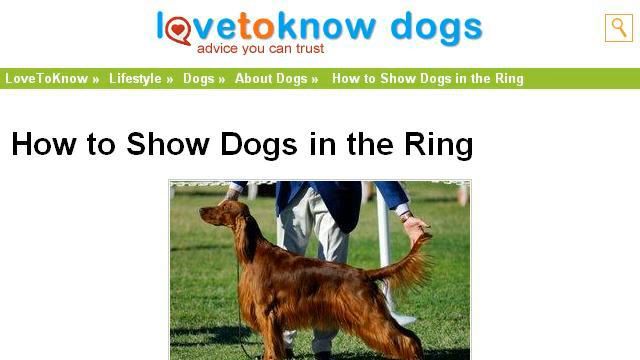 lovetoknow dogs
advice you can trust
LoveToKnow » Lifestyle » Dogs » About Dogs » How to Show Dogs in the Ring
How to Show Dogs in the Ring